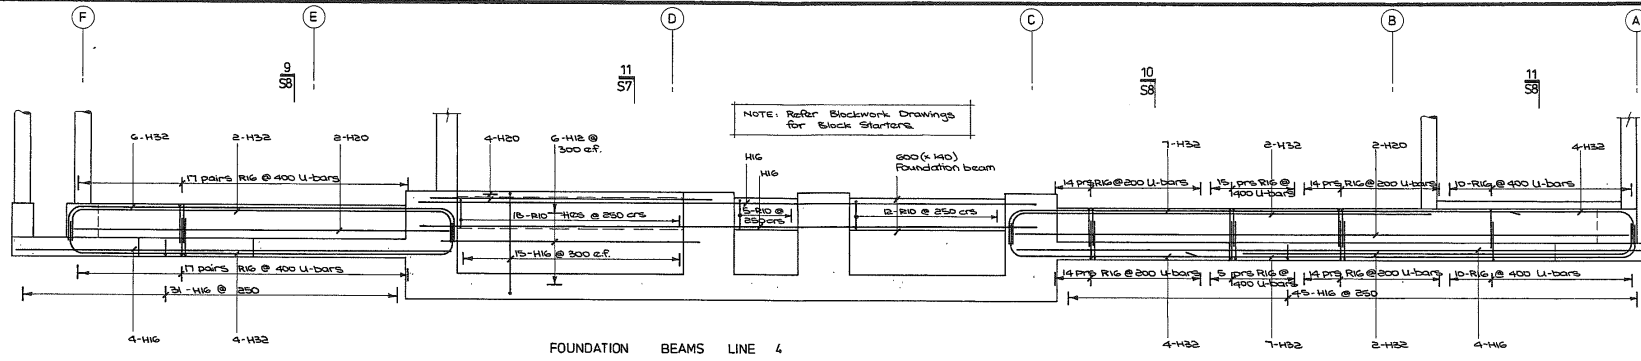 F
E
D
C
B
A
9
S8
11
S7
10
S8
11
S8
NOTE: Refer Blockwork Drawings
for Block Starters
6-H32
2-H32
2-H20
4-H20
6-H12 @
300 e.f.
H16
H16
600 (x 140)
Foundation beam
7-H32
2-H32
2-H20
4-H32
17 pairs R16 @ 400 U-bars
14 prs R16 @ 200 U-bars
15 prs R16 @
400 U-bars
14 prs R16 @ 200 U-bars
10-R16 @ 400 U-bars
18-R10 Hcs @ 250 crs
5-R10 @
250 crs
12-R10 @ 250 crs
15-H16 @ 300 e.f.
17 pairs R16 @ 400 U-bars
14 prs R16 @ 200 U-bars
5 prs R16 @
400 U-bars
14 prs R16 @ 200 U-bars
10-R16 @ 400 U-bars
31-H16 @ 250
45-H16 @ 250
4-H16
4-H32
4-H32
7-H32
2-H32
4-H16
FOUNDATION BEAMS LINE 4